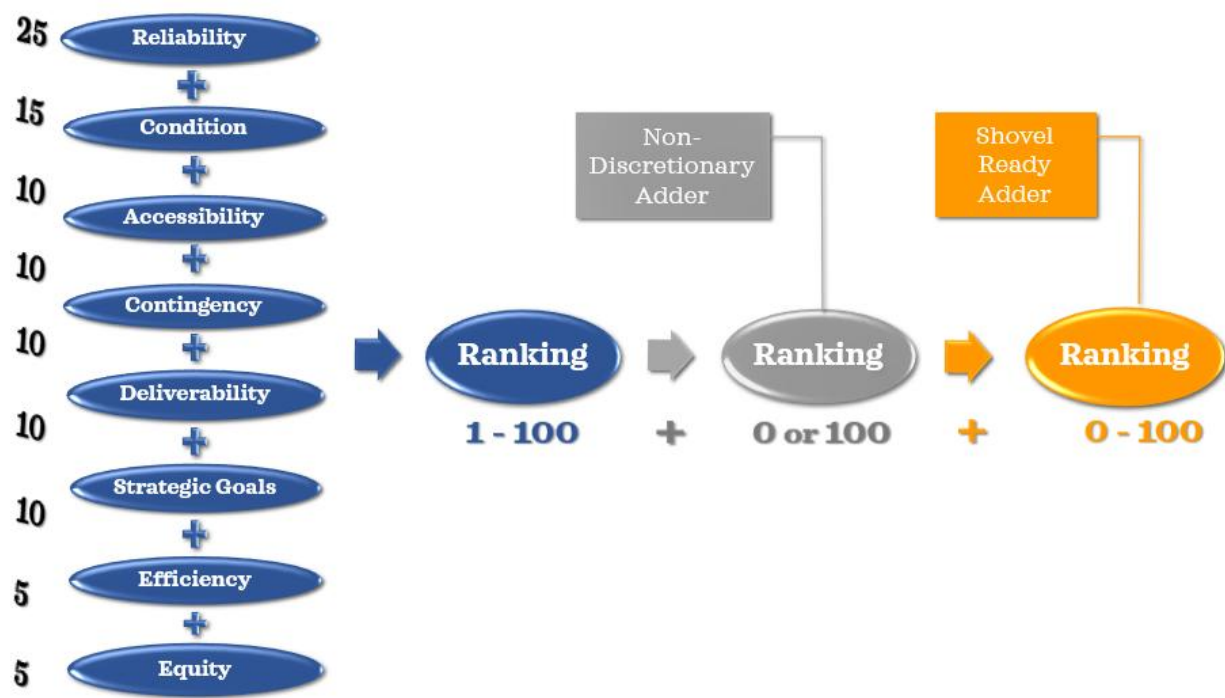 25
Reliability
+
15
Condition
+
10
Accessibility
+
10
Contingency
10
+
Deliverability
10
+
Strategic Goals
10
+
5
Efficiency
+
5
Equity
Ranking
1 - 100
+
Non-
Discretionary
Adder
Ranking
0 or 100
+
Shovel
Ready
Adder
Ranking
0 - 100